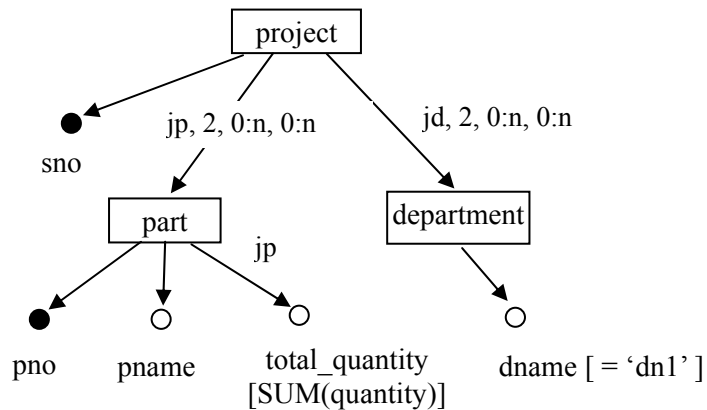 project
jp, 2, 0:n, 0:n
jd, 2, 0:n, 0:n
sno
part
department
jp
pno
pname
total_quantity
[SUM(quantity)]
dname [ = ‘dn1’ ]